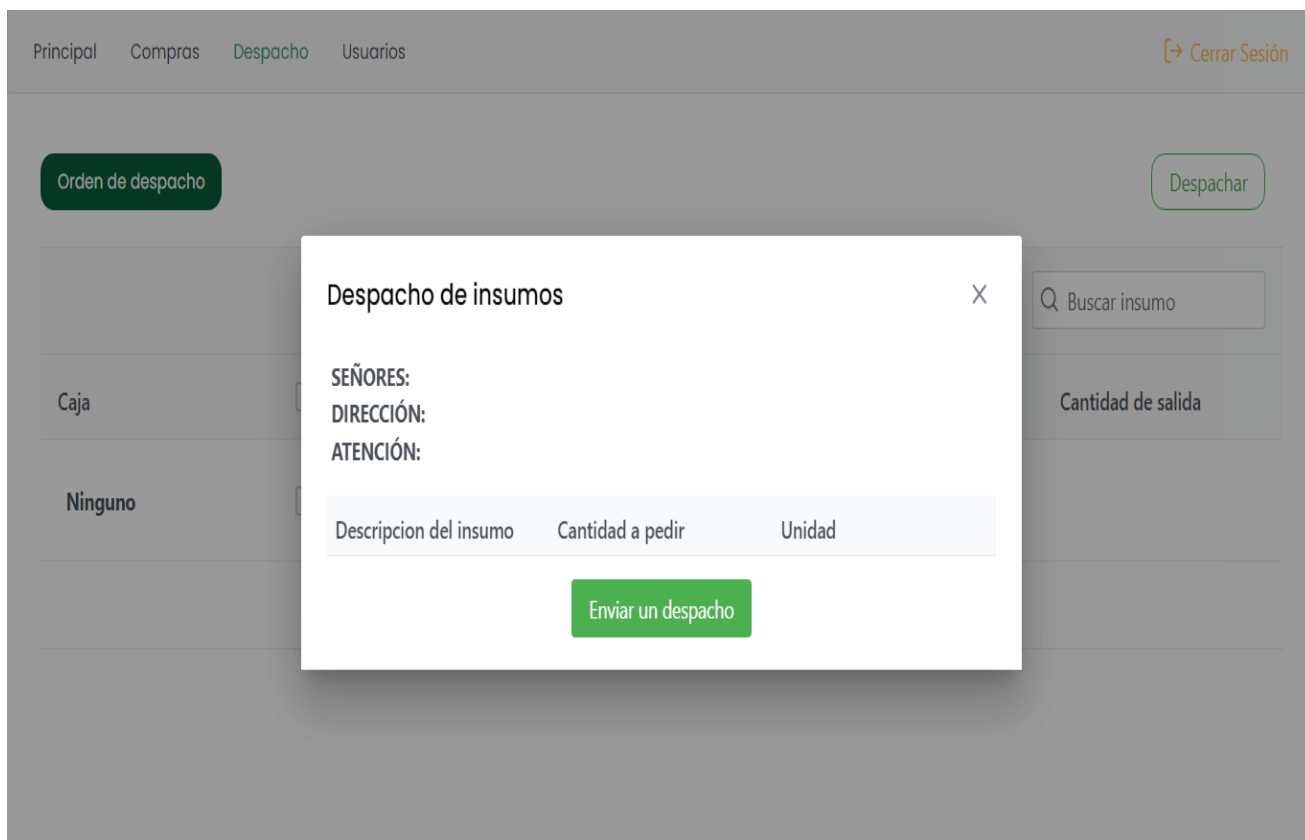 Principal Compras Despacho Usuarios Cerrar Sesión
Orden de despacho Despachar
Despacho de insumos X
Buscar insumo
SEÑORES:
Caja Cantidad de salida
DIRECCIÓN:
ATENCIÓN:
Ninguno
Descripcion del insumo Cantidad a pedir Unidad
Enviar un despacho